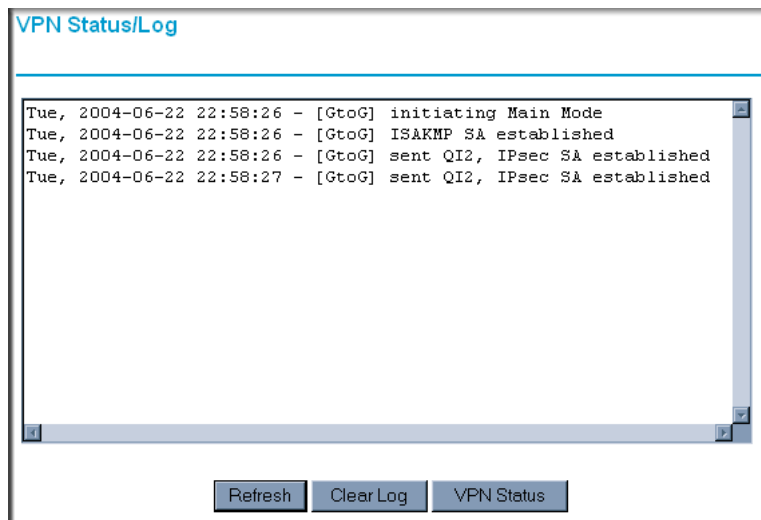 VPN Status/Log
Tue, 2004-06-22 22:58:26 - [GtoG] initiating Main Mode
Tue, 2004-06-22 22:58:26 - [GtoG] ISAKMP SA established
Tue, 2004-06-22 22:58:26 - [GtoG] sent QI2, IPsec SA established
Tue, 2004-06-22 22:58:27 - [GtoG] sent QI2, IPsec SA established
Refresh Clear Log VPN Status